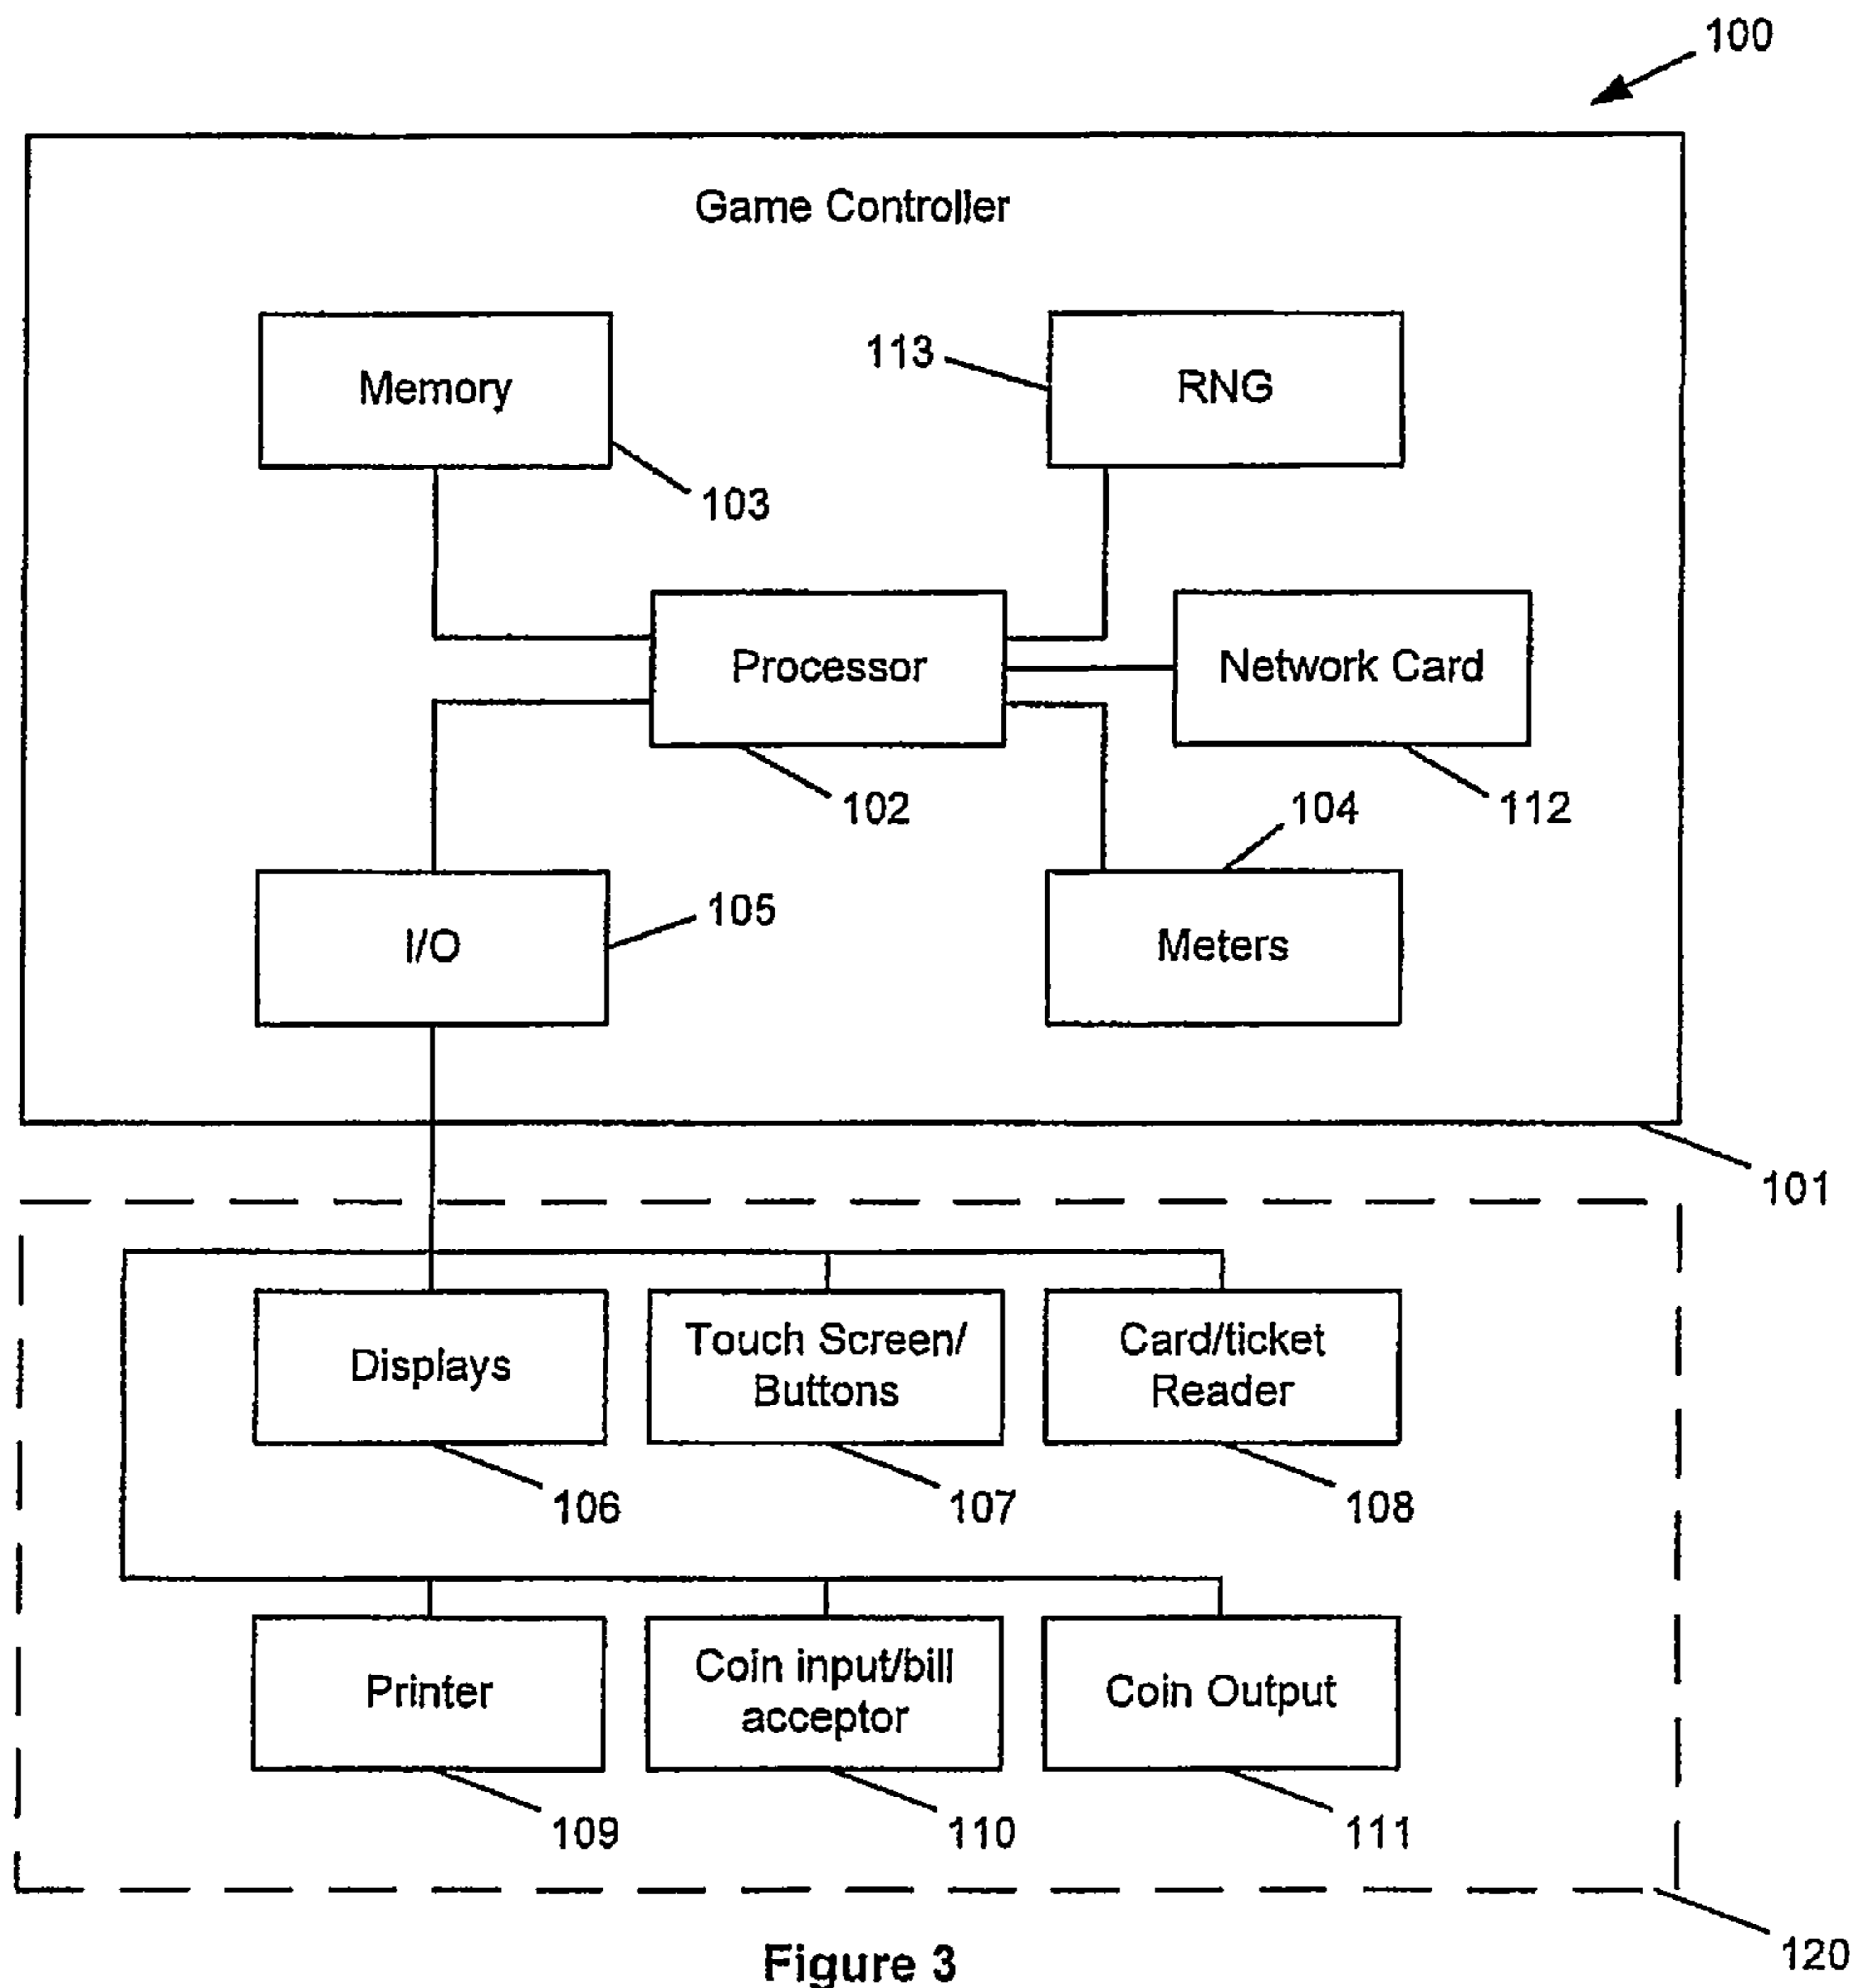 100
Game Controller
Memory
113
RNG
103
Processor
Network Card
102
104
112
I/O
105
Meters
101
Displays
Touch Screen/
Buttons
Card/ticket
Reader
106
107
108
Printer
Coin input/bill
acceptor
Coin Output
109
110
111
120
Figure 3